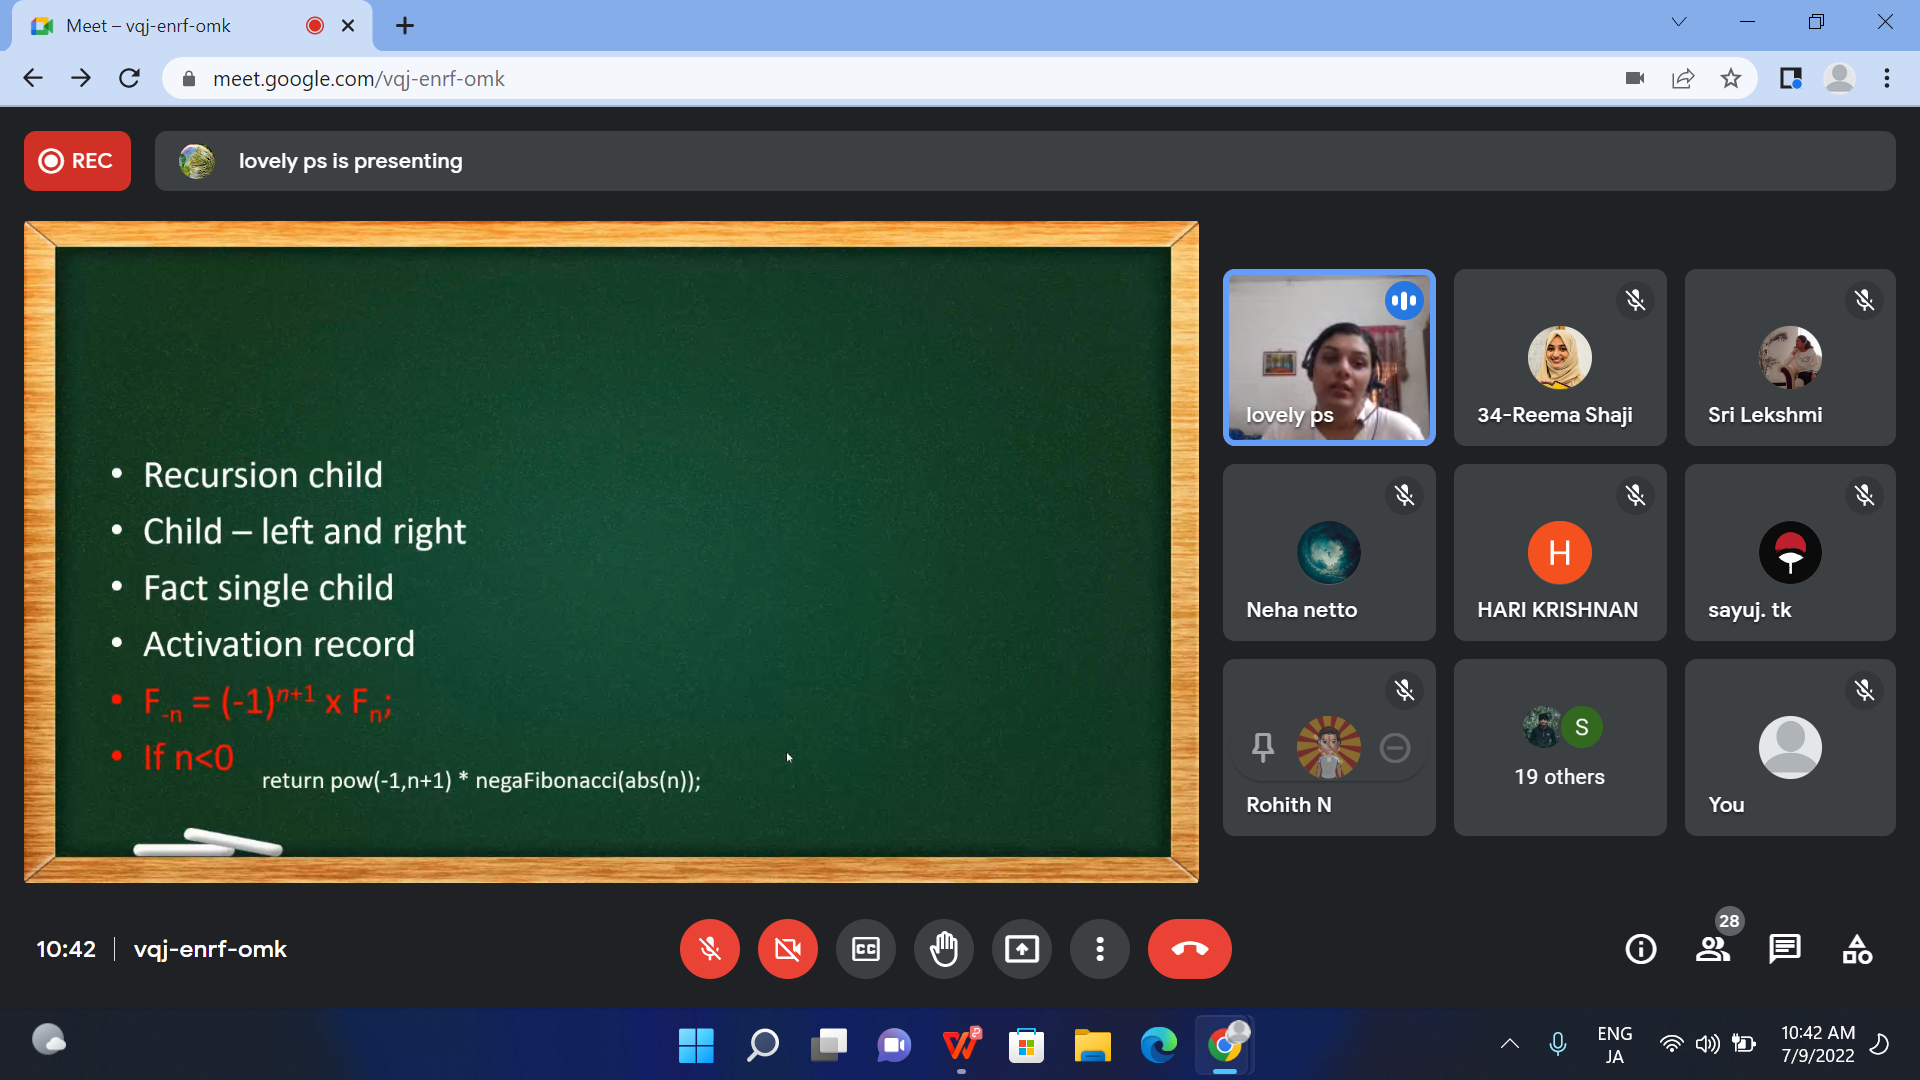 Meet – vqj-enrf-omk
meet.google.com/vqj-enrf-omk
REC
lovely ps is presenting
• Recursion child
• Child – left and right
• Fact single child
• Activation record
• F-n = (-1)n+1 x Fn;
• If n<0
return pow(-1,n+1) * negaFibonacci(abs(n));
lovely ps
34-Reema Shaji
Sri Lekshmi
Neha netto
H
HARI KRISHNAN
sayuj. tk
Rohith N
S
19 others
You
10:42
vqj-enrf-omk
CC
28
ENG
JA
10:42 AM
7/9/2022